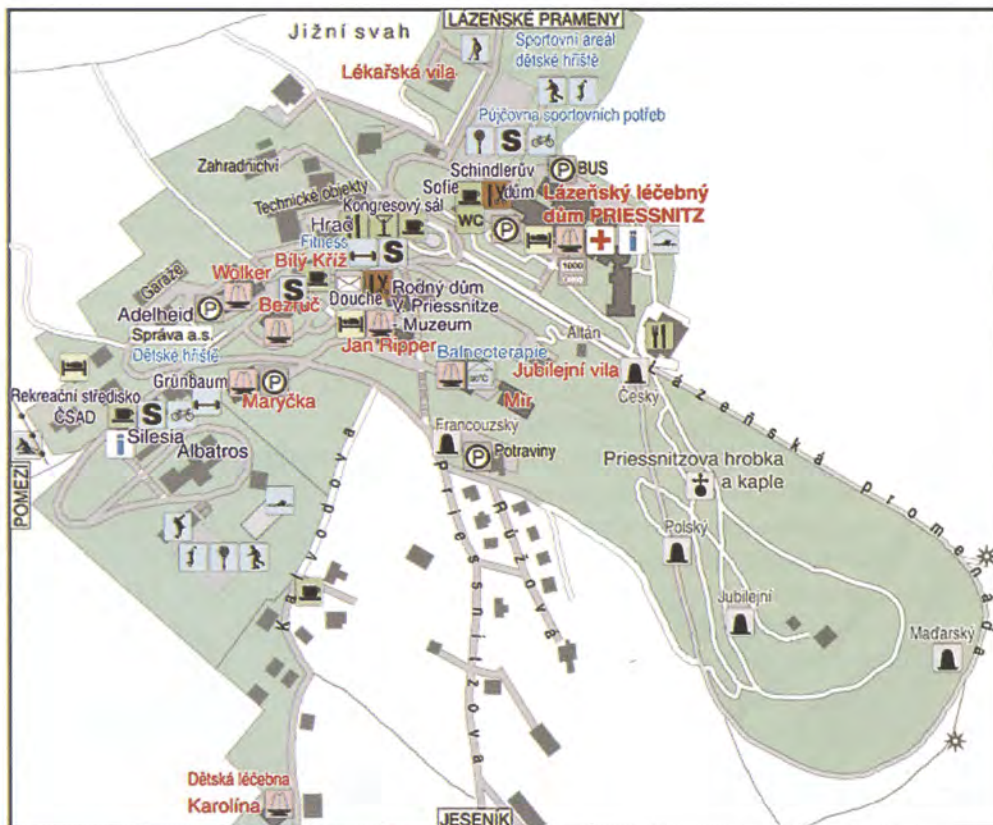 LÁZEŇSKÉ PRAMENY
Jižní svah
Sportovní areál
dětské hřiště
Lékařská vila
Půjčovna sportovních potřeb
S
Zahradnictví
Schindlerův
dům
P
BUS
Sofie
Technické objekty
Kongresový sál
WC
P
Lázeňský léčebný
dům PRIESSNITZ
i
Hrad
Fitness
S
Bílý Kříž
1000
Wolker
Garáže
S
Rodný dům
V. Priessnitze
- Muzeum
Douche
Adelheid
P
Bezruč
Správa a.s.
Jan Ripper
Altán
Dětské hřiště
Balneoterapie
Jubilejní vila
Český
Lázeňská promenáda
Grünbaum
P
Maryčka
Mír
Rekreační středisko
ČSAD
S
i
Silesia
Albatros
Francouzský
P
Potraviny
POMEZÍ
Priessnitzova hrobka
a kaple
Kalvodova
Priessnitzova
Růžová
Polský
Jubilejní
Maďarský
Dětská léčebna
Karolína
JESENÍK